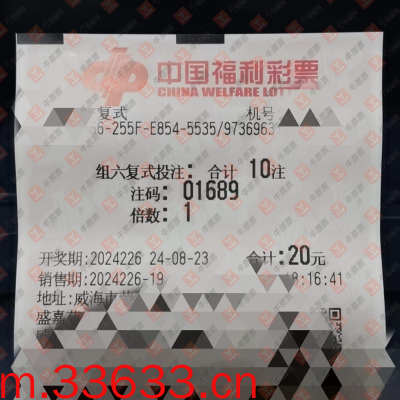 中国福利彩票
CHINA WELFARE LOT
复式 机号
6-255F-E854-5535/9736963
组六复式投注: 合计 10注
注码: 01689
倍数: 1
开奖期:2024226 24-08-23 合计:20元
销售期:2024226-19 8:16:41
地址:威海市
盛嘉
m.33633.cn